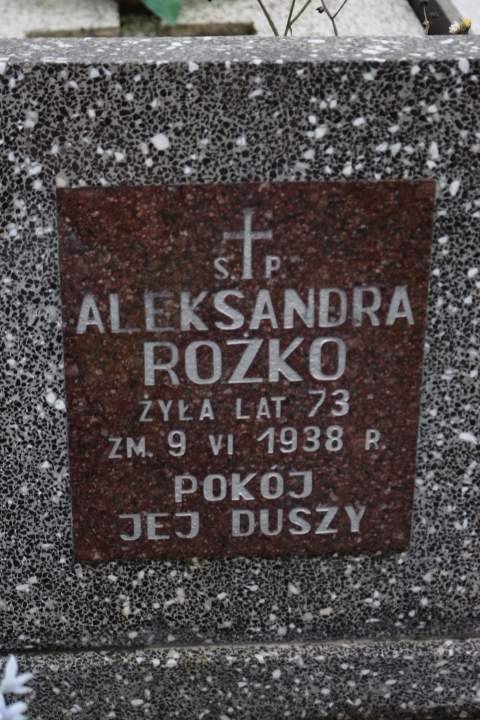 Ś. P.
ALEKSANDRA
ROŻKO
ŻYŁA LAT 73
ZM. 9 VI 1938 R.
POKÓJ
JEJ DUSZY